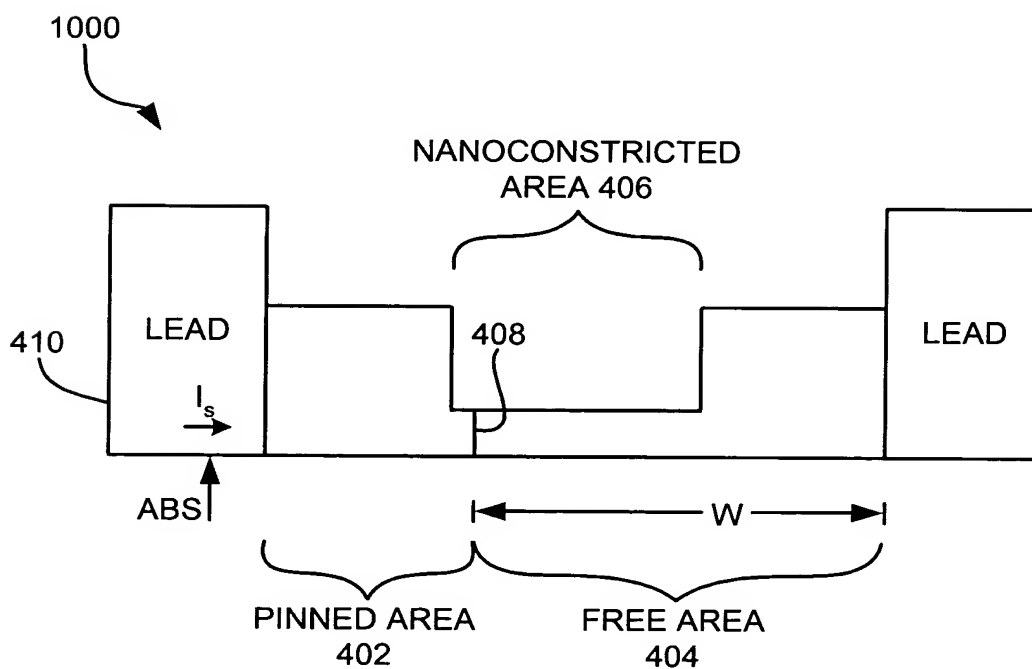 1000
NANOCONSTRICTED
AREA 406
LEAD
408
LEAD
410
Is
ABS
W
PINNED AREA
402
FREE AREA
404